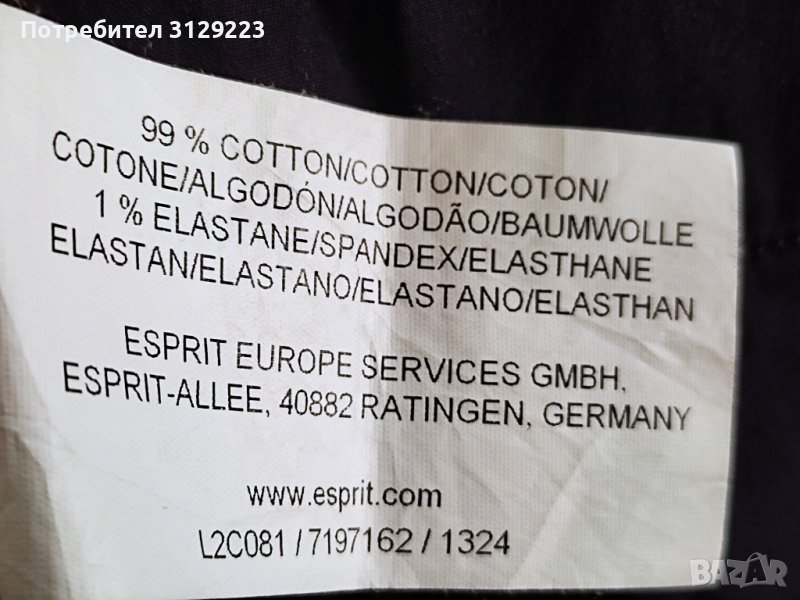 Потребител 3129223
99 % COTTON/COTTON/COTON/
COTONE/ALGODÓN/ALGODÃO/BAUMWOLLE
1 % ELASTANE/SPANDEX/ELASTHANE
ELASTAN/ELASTANO/ELASTANO/ELASTHAN
ESPRIT EUROPE SERVICES GMBH,
ESPRIT-ALLEE, 40882 RATINGEN, GERMANY
www.esprit.com
L2C081 / 7197162 / 1324
BAZAR